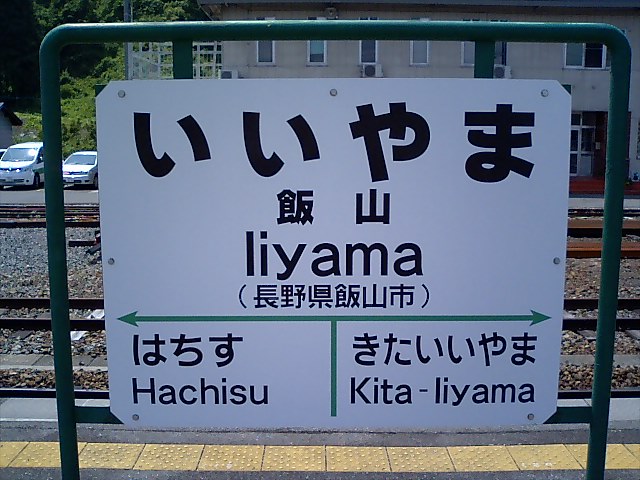 いいやま
飯山
Iiyama
(長野県飯山市)
はちす きたいいやま
Hachisu Kita-Iiyama